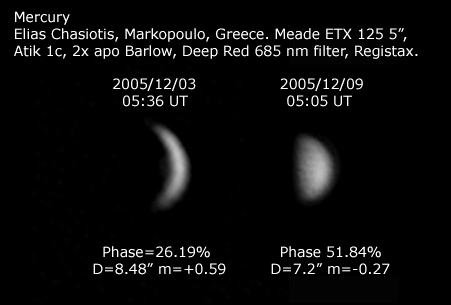 Mercury
Elias Chasiotis, Markopoulo, Greece. Meade ETX 125 5”,
Atik 1c, 2x apo Barlow, Deep Red 685 nm filter, Registax.
2005/12/03
05:36 UT
2005/12/09
05:05 UT
Phase=26.19%
D=8.48” m=+0.59
Phase 51.84%
D=7.2” m=-0.27